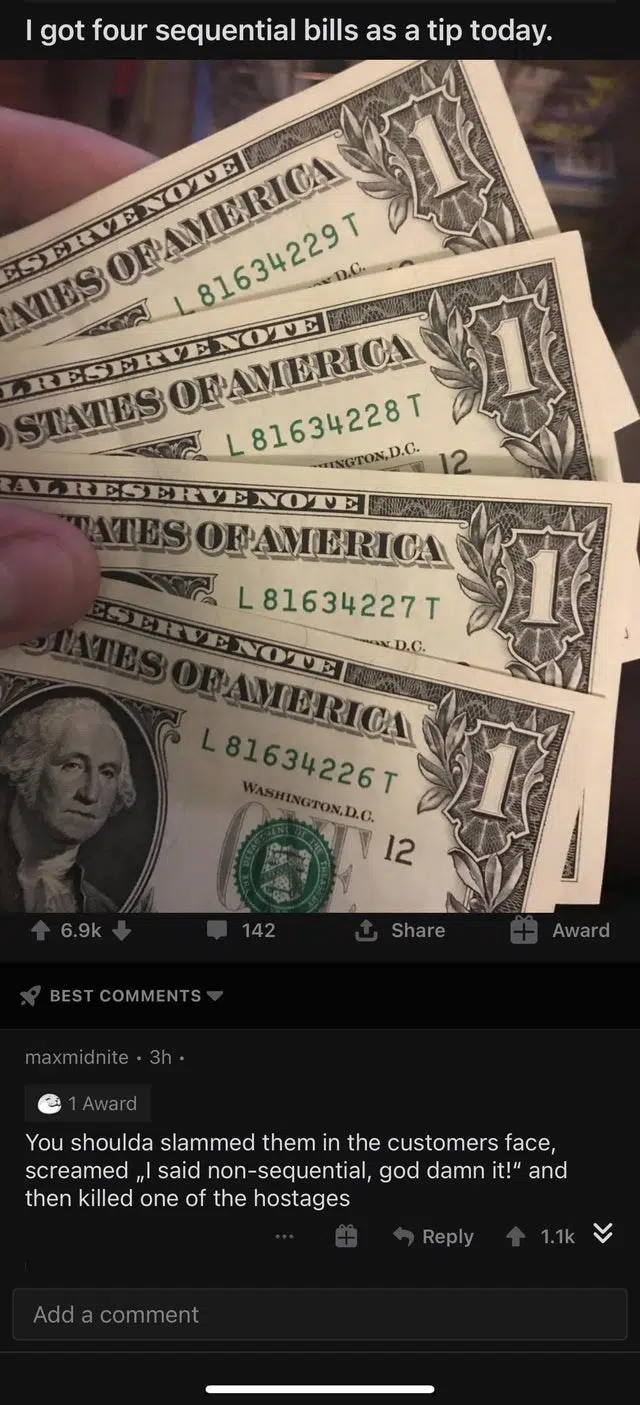 I got four sequential bills as a tip today.
ESERVE NOTE
TATES OF AMERICA
L 81634229 T
D.C.
1
L RESERVE NOTE
D STATES OF AMERICA
L 81634228 T
INGTON, D.C.
12
1
RAL RESERVE NOTE
TATES OF AMERICA
L 81634227 T
ON D.C.
1
ESERVE NOTE
STATES OF AMERICA
L 81634226 T
WASHINGTON, D.C.
12
1
6.9k 142 Share Award
BEST COMMENTS
maxmidnite • 3h •
1 Award
You shoulda slammed them in the customers face,
screamed „I said non-sequential, god damn it!“ and
then killed one of the hostages
... Reply 1.1k
Add a comment